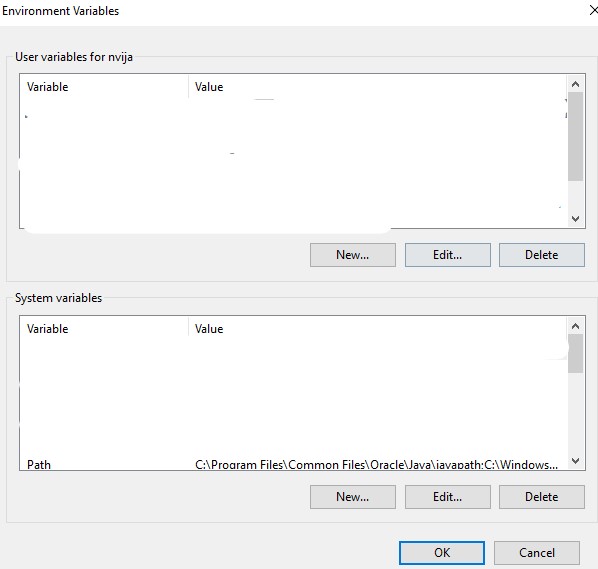 Environment Variables
User variables for nvija
Variable Value
New... Edit... Delete
System variables
Variable Value
Path C:\Program Files\Common Files\Oracle\Java\javapath;C:\Windows...
New... Edit... Delete
OK Cancel